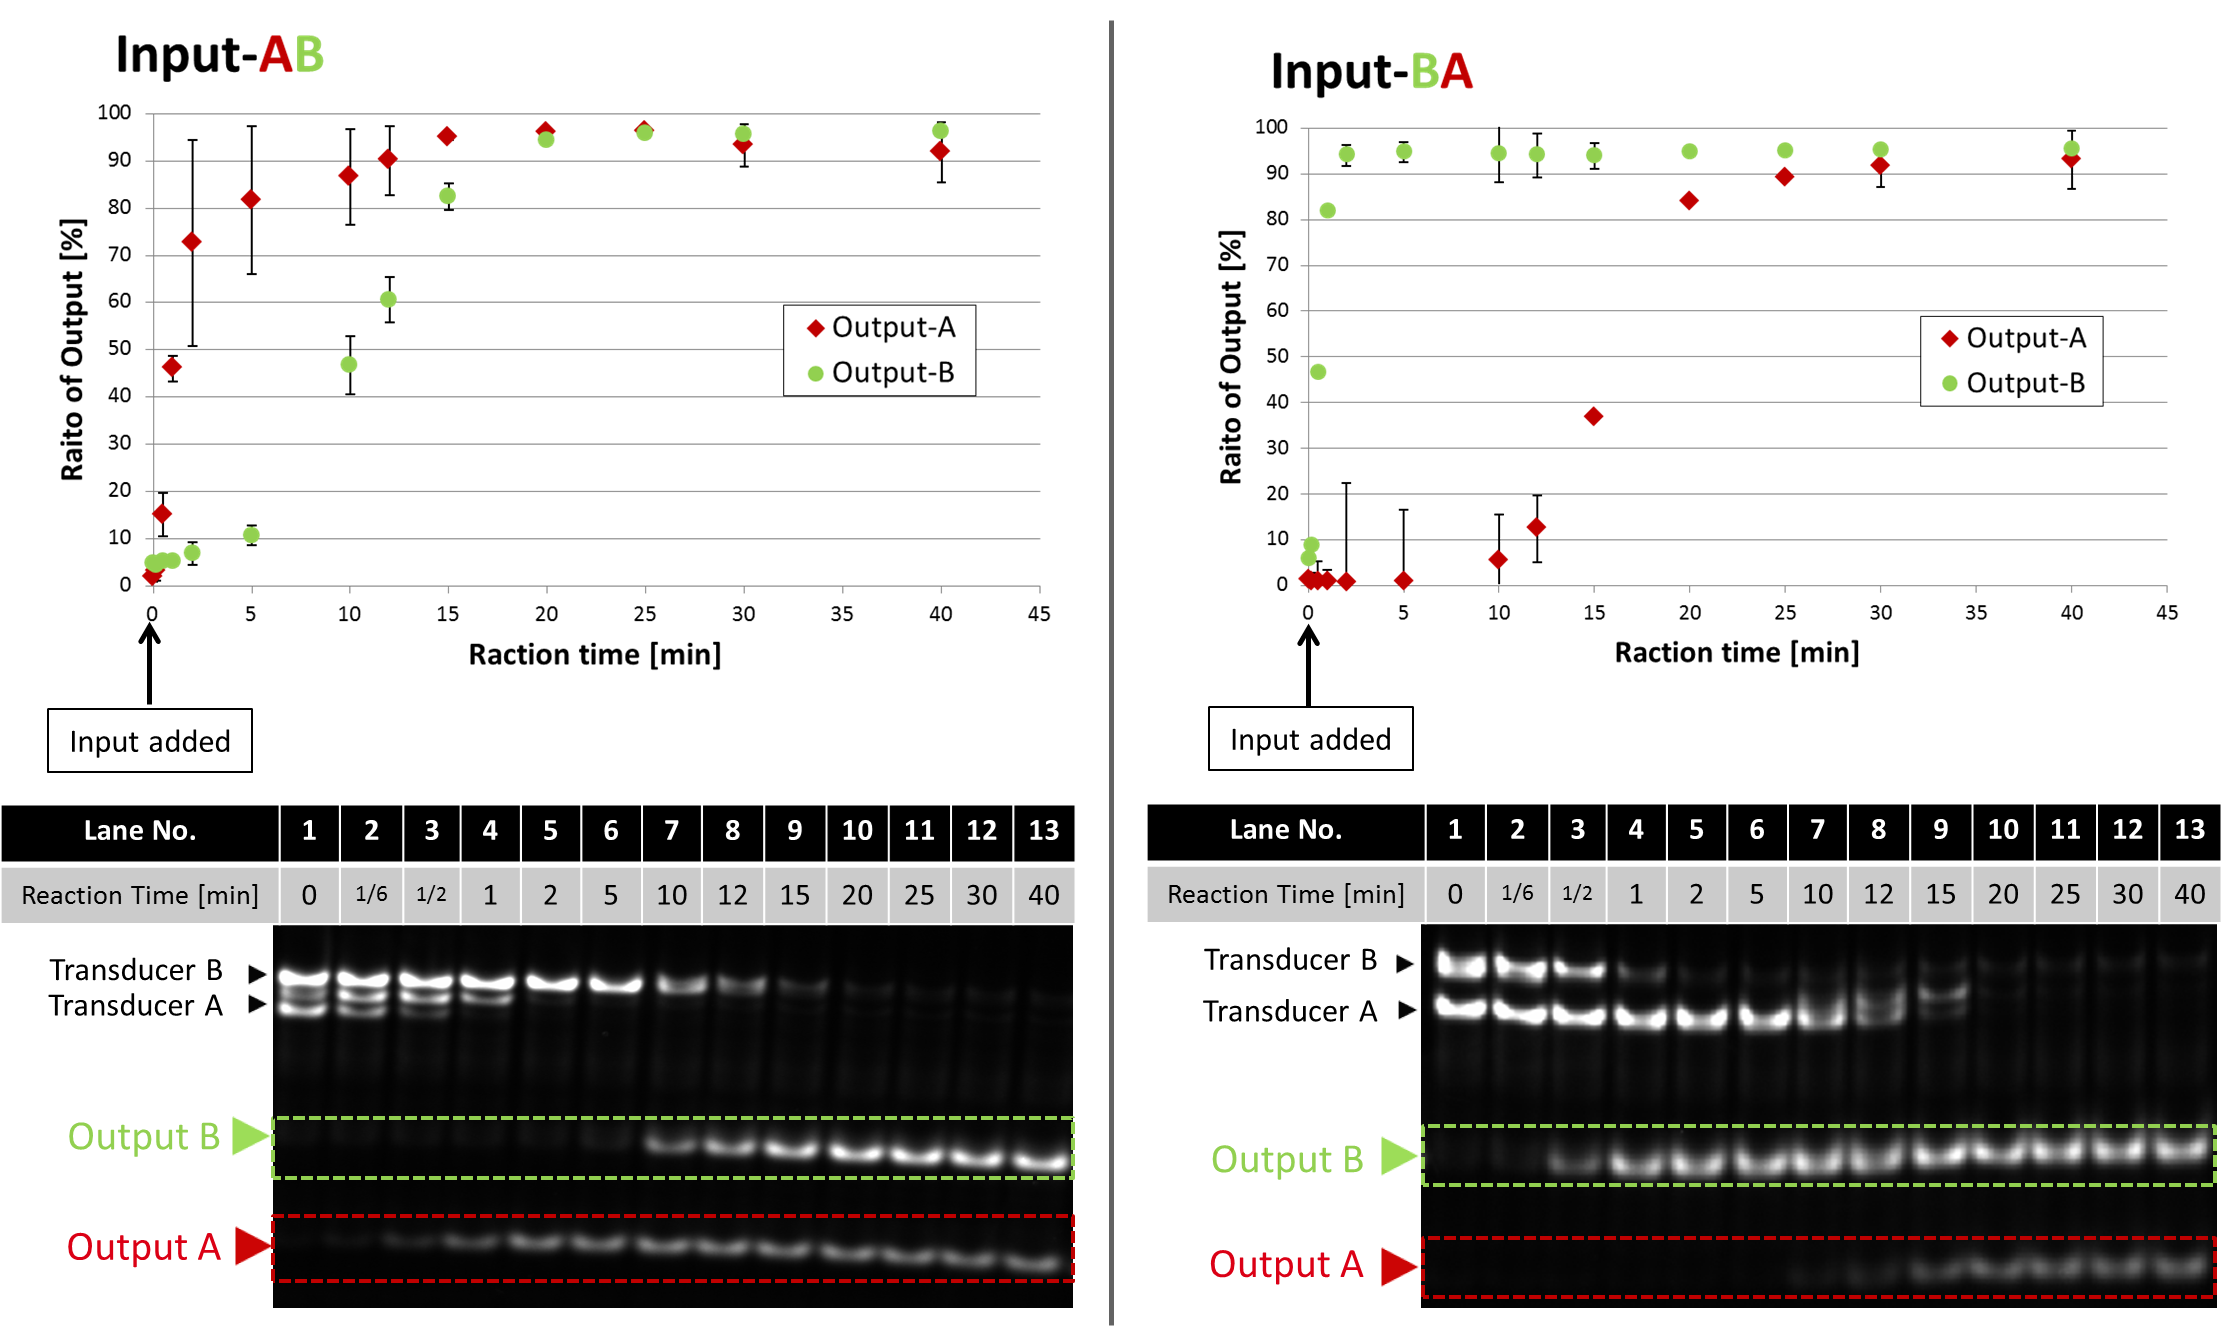 Input-AB
100
90
80
70
60
50
40
30
20
10
0
Raito of Output [%]
0 5 10 15 20 25 30 35 40 45
Raction time [min]
Output-A
Output-B
Input added
Lane No. 1 2 3 4 5 6 7 8 9 10 11 12 13
Reaction Time [min] 0 1/6 1/2 1 2 5 10 12 15 20 25 30 40
Transducer B
Transducer A
Output B
Output A
Input-BA
100
90
80
70
60
50
40
30
20
10
0
Raito of Output [%]
0 5 10 15 20 25 30 35 40 45
Raction time [min]
Output-A
Output-B
Input added
Lane No. 1 2 3 4 5 6 7 8 9 10 11 12 13
Reaction Time [min] 0 1/6 1/2 1 2 5 10 12 15 20 25 30 40
Transducer B
Transducer A
Output B
Output A